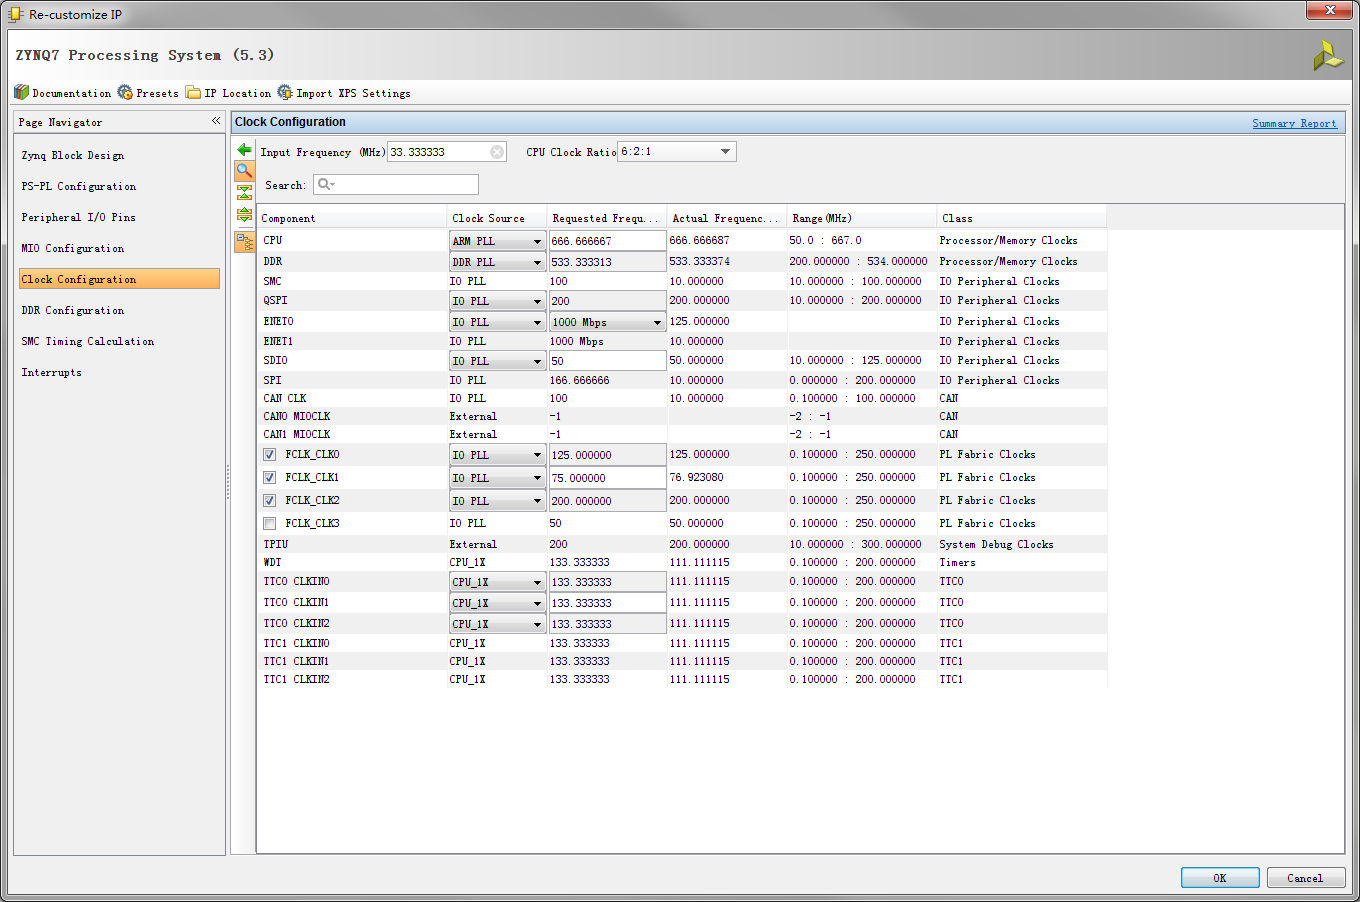 Re-customize IP
ZYNQ7 Processing System (5.3)
Documentation Presets IP Location Import XPS Settings
Page Navigator «
Zynq Block Design
PS-PL Configuration
Peripheral I/O Pins
MIO Configuration
Clock Configuration
DDR Configuration
SMC Timing Calculation
Interrupts
Clock Configuration Summary Report
Input Frequency (MHz) 33.333333 CPU Clock Ratio 6:2:1
Search:
Component Clock Source Requested Frequ... Actual Frequenc... Range(MHz) Class
CPU ARM PLL 666.666667 666.666687 50.0 : 667.0 Processor/Memory Clocks
DDR DDR PLL 533.333313 533.333374 200.000000 : 534.000000 Processor/Memory Clocks
SMC IO PLL 100 10.000000 10.000000 : 100.000000 IO Peripheral Clocks
QSPI IO PLL 200 200.000000 10.000000 : 200.000000 IO Peripheral Clocks
ENET0 IO PLL 1000 Mbps 125.000000 IO Peripheral Clocks
ENET1 IO PLL 1000 Mbps 10.000000 IO Peripheral Clocks
SDIO IO PLL 50 50.000000 10.000000 : 125.000000 IO Peripheral Clocks
SPI IO PLL 166.666666 10.000000 0.000000 : 200.000000 IO Peripheral Clocks
CAN CLK IO PLL 100 10.000000 0.100000 : 100.000000 CAN
CAN0 MIOCLK External -1 -2 : -1 CAN
CAN1 MIOCLK External -1 -2 : -1 CAN
FCLK_CLK0 IO PLL 125.000000 125.000000 0.100000 : 250.000000 PL Fabric Clocks
FCLK_CLK1 IO PLL 75.000000 76.923080 0.100000 : 250.000000 PL Fabric Clocks
FCLK_CLK2 IO PLL 200.000000 200.000000 0.100000 : 250.000000 PL Fabric Clocks
FCLK_CLK3 IO PLL 50 50.000000 0.100000 : 250.000000 PL Fabric Clocks
TPIU External 200 200.000000 10.000000 : 300.000000 System Debug Clocks
WDT CPU_1X 133.333333 111.111115 0.100000 : 200.000000 Timers
TTC0 CLKIN0 CPU_1X 133.333333 111.111115 0.100000 : 200.000000 TTC0
TTC0 CLKIN1 CPU_1X 133.333333 111.111115 0.100000 : 200.000000 TTC0
TTC0 CLKIN2 CPU_1X 133.333333 111.111115 0.100000 : 200.000000 TTC0
TTC1 CLKIN0 CPU_1X 133.333333 111.111115 0.100000 : 200.000000 TTC1
TTC1 CLKIN1 CPU_1X 133.333333 111.111115 0.100000 : 200.000000 TTC1
TTC1 CLKIN2 CPU_1X 133.333333 111.111115 0.100000 : 200.000000 TTC1
OK Cancel